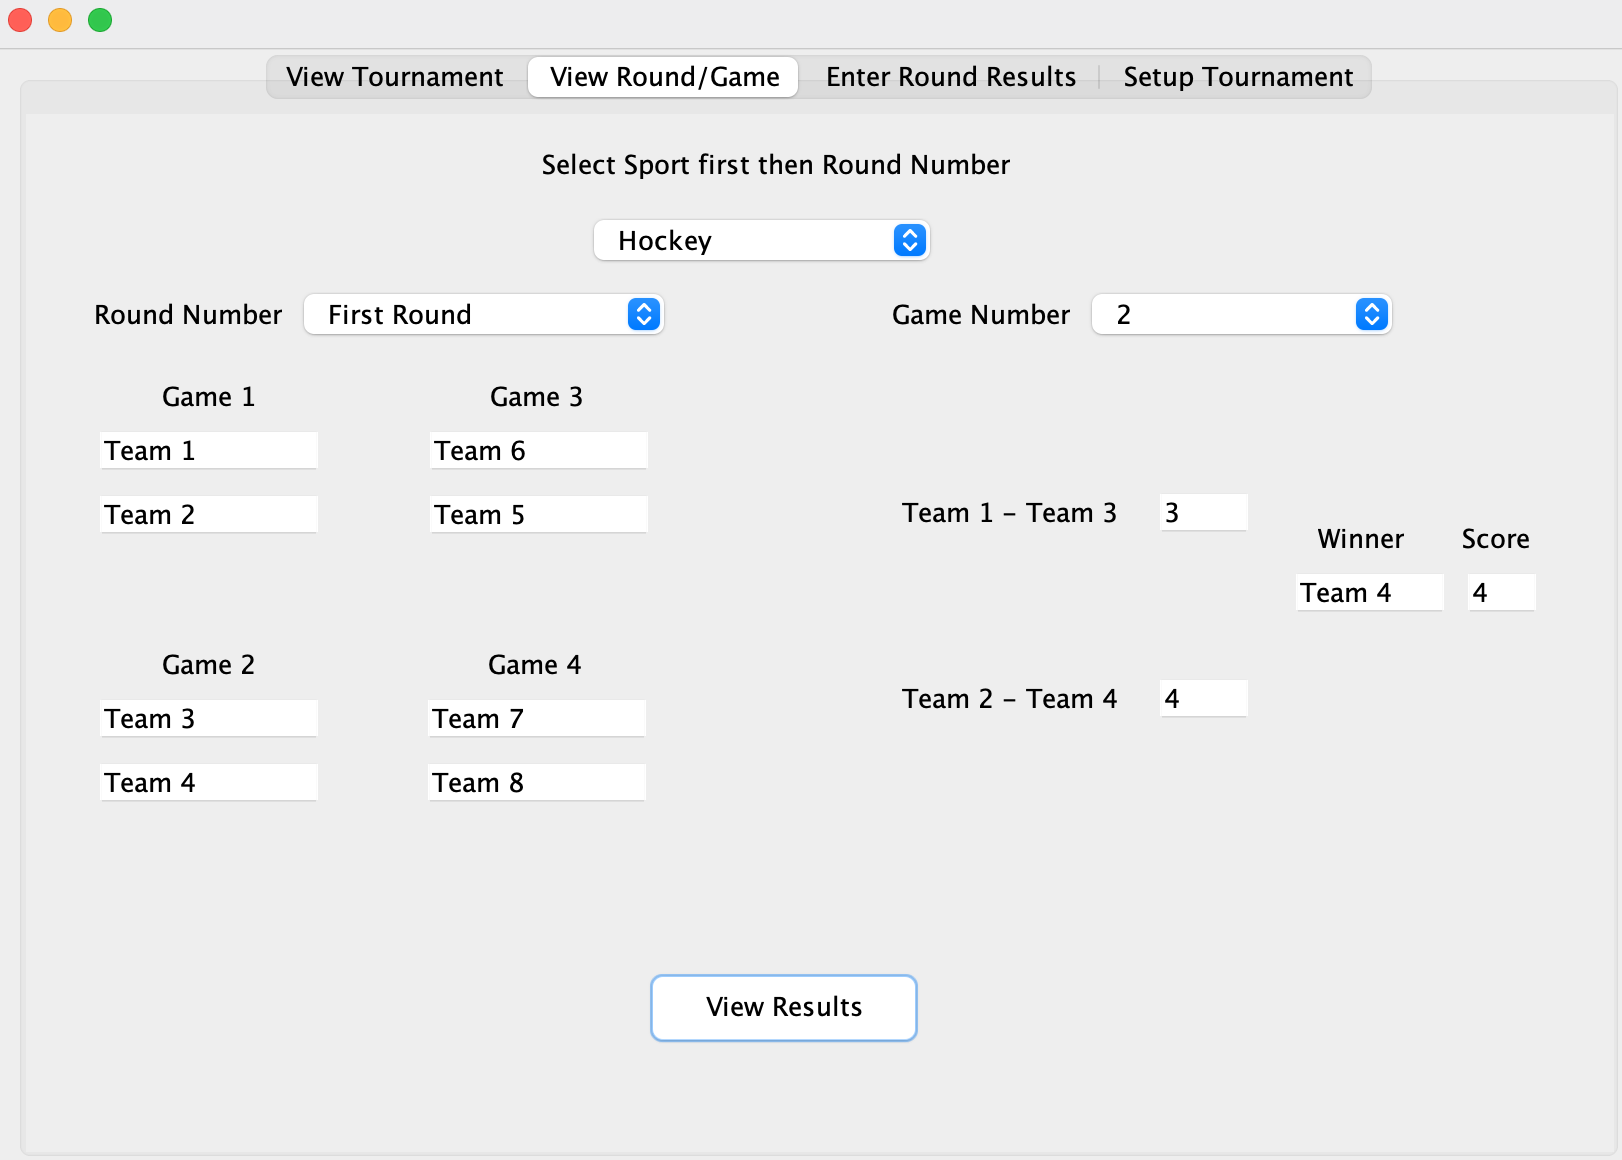 View Tournament
View Round/Game
Enter Round Results
Setup Tournament
Select Sport first then Round Number
Hockey
Round Number
First Round
Game Number
2
Game 1
Team 1
Team 2
Game 3
Team 6
Team 5
Game 2
Team 3
Team 4
Game 4
Team 7
Team 8
Team 1 – Team 3
3
Team 2 – Team 4
4
Winner
Team 4
Score
4
View Results